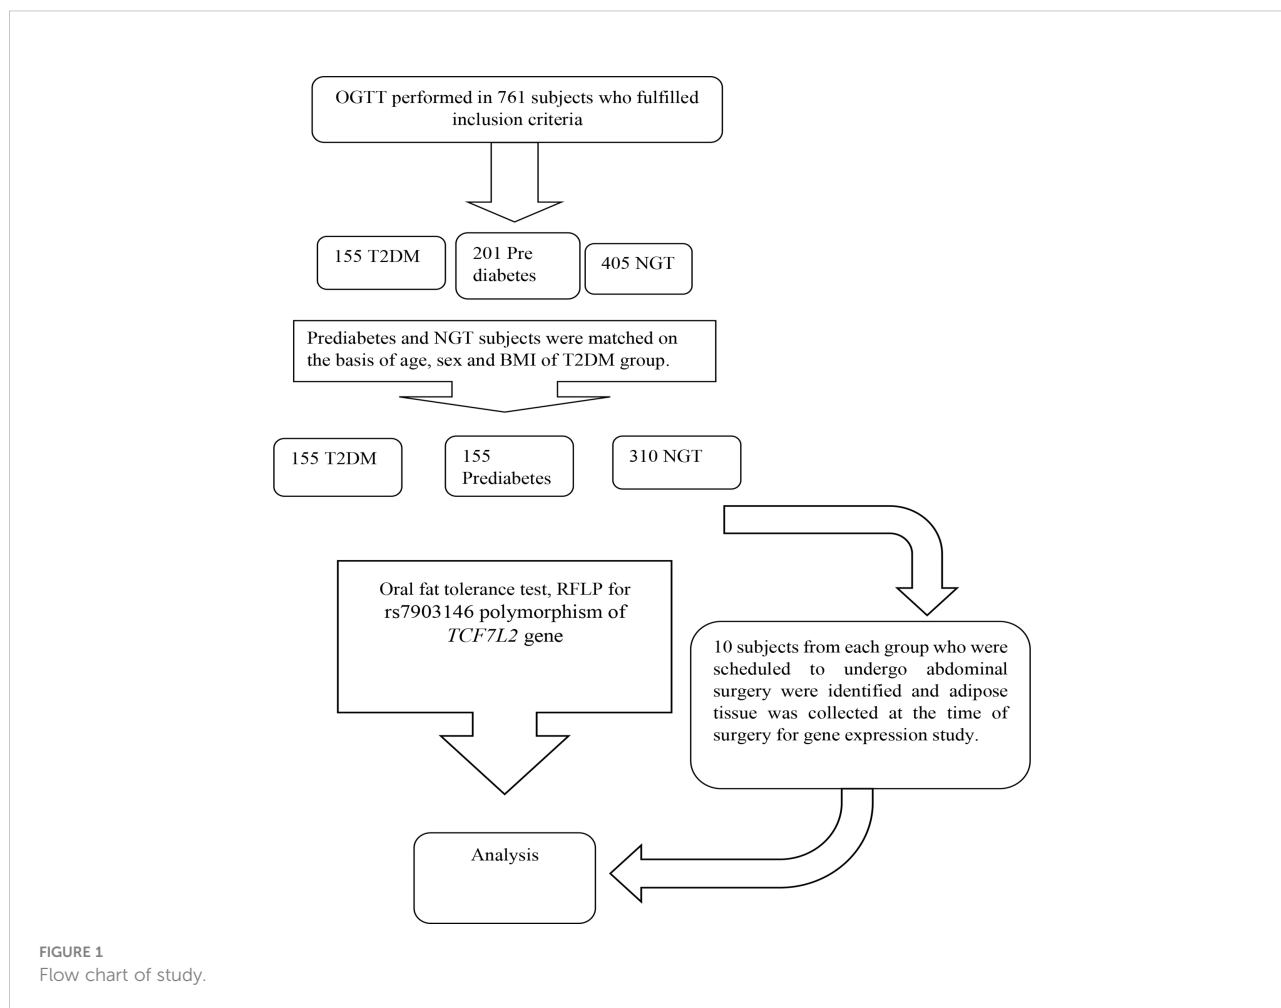 OGTT performed in 761 subjects who fulfilled
inclusion criteria
155 T2DM
201 Pre
diabetes
405 NGT
Prediabetes and NGT subjects were matched on
the basis of age, sex and BMI of T2DM group.
155 T2DM
155
Prediabetes
310 NGT
Oral fat tolerance test, RFLP for
rs7903146 polymorphism of
TCF7L2 gene
10 subjects from each group who were
scheduled to undergo abdominal
surgery were identified and adipose
tissue was collected at the time of
surgery for gene expression study.
Analysis
FIGURE 1
Flow chart of study.